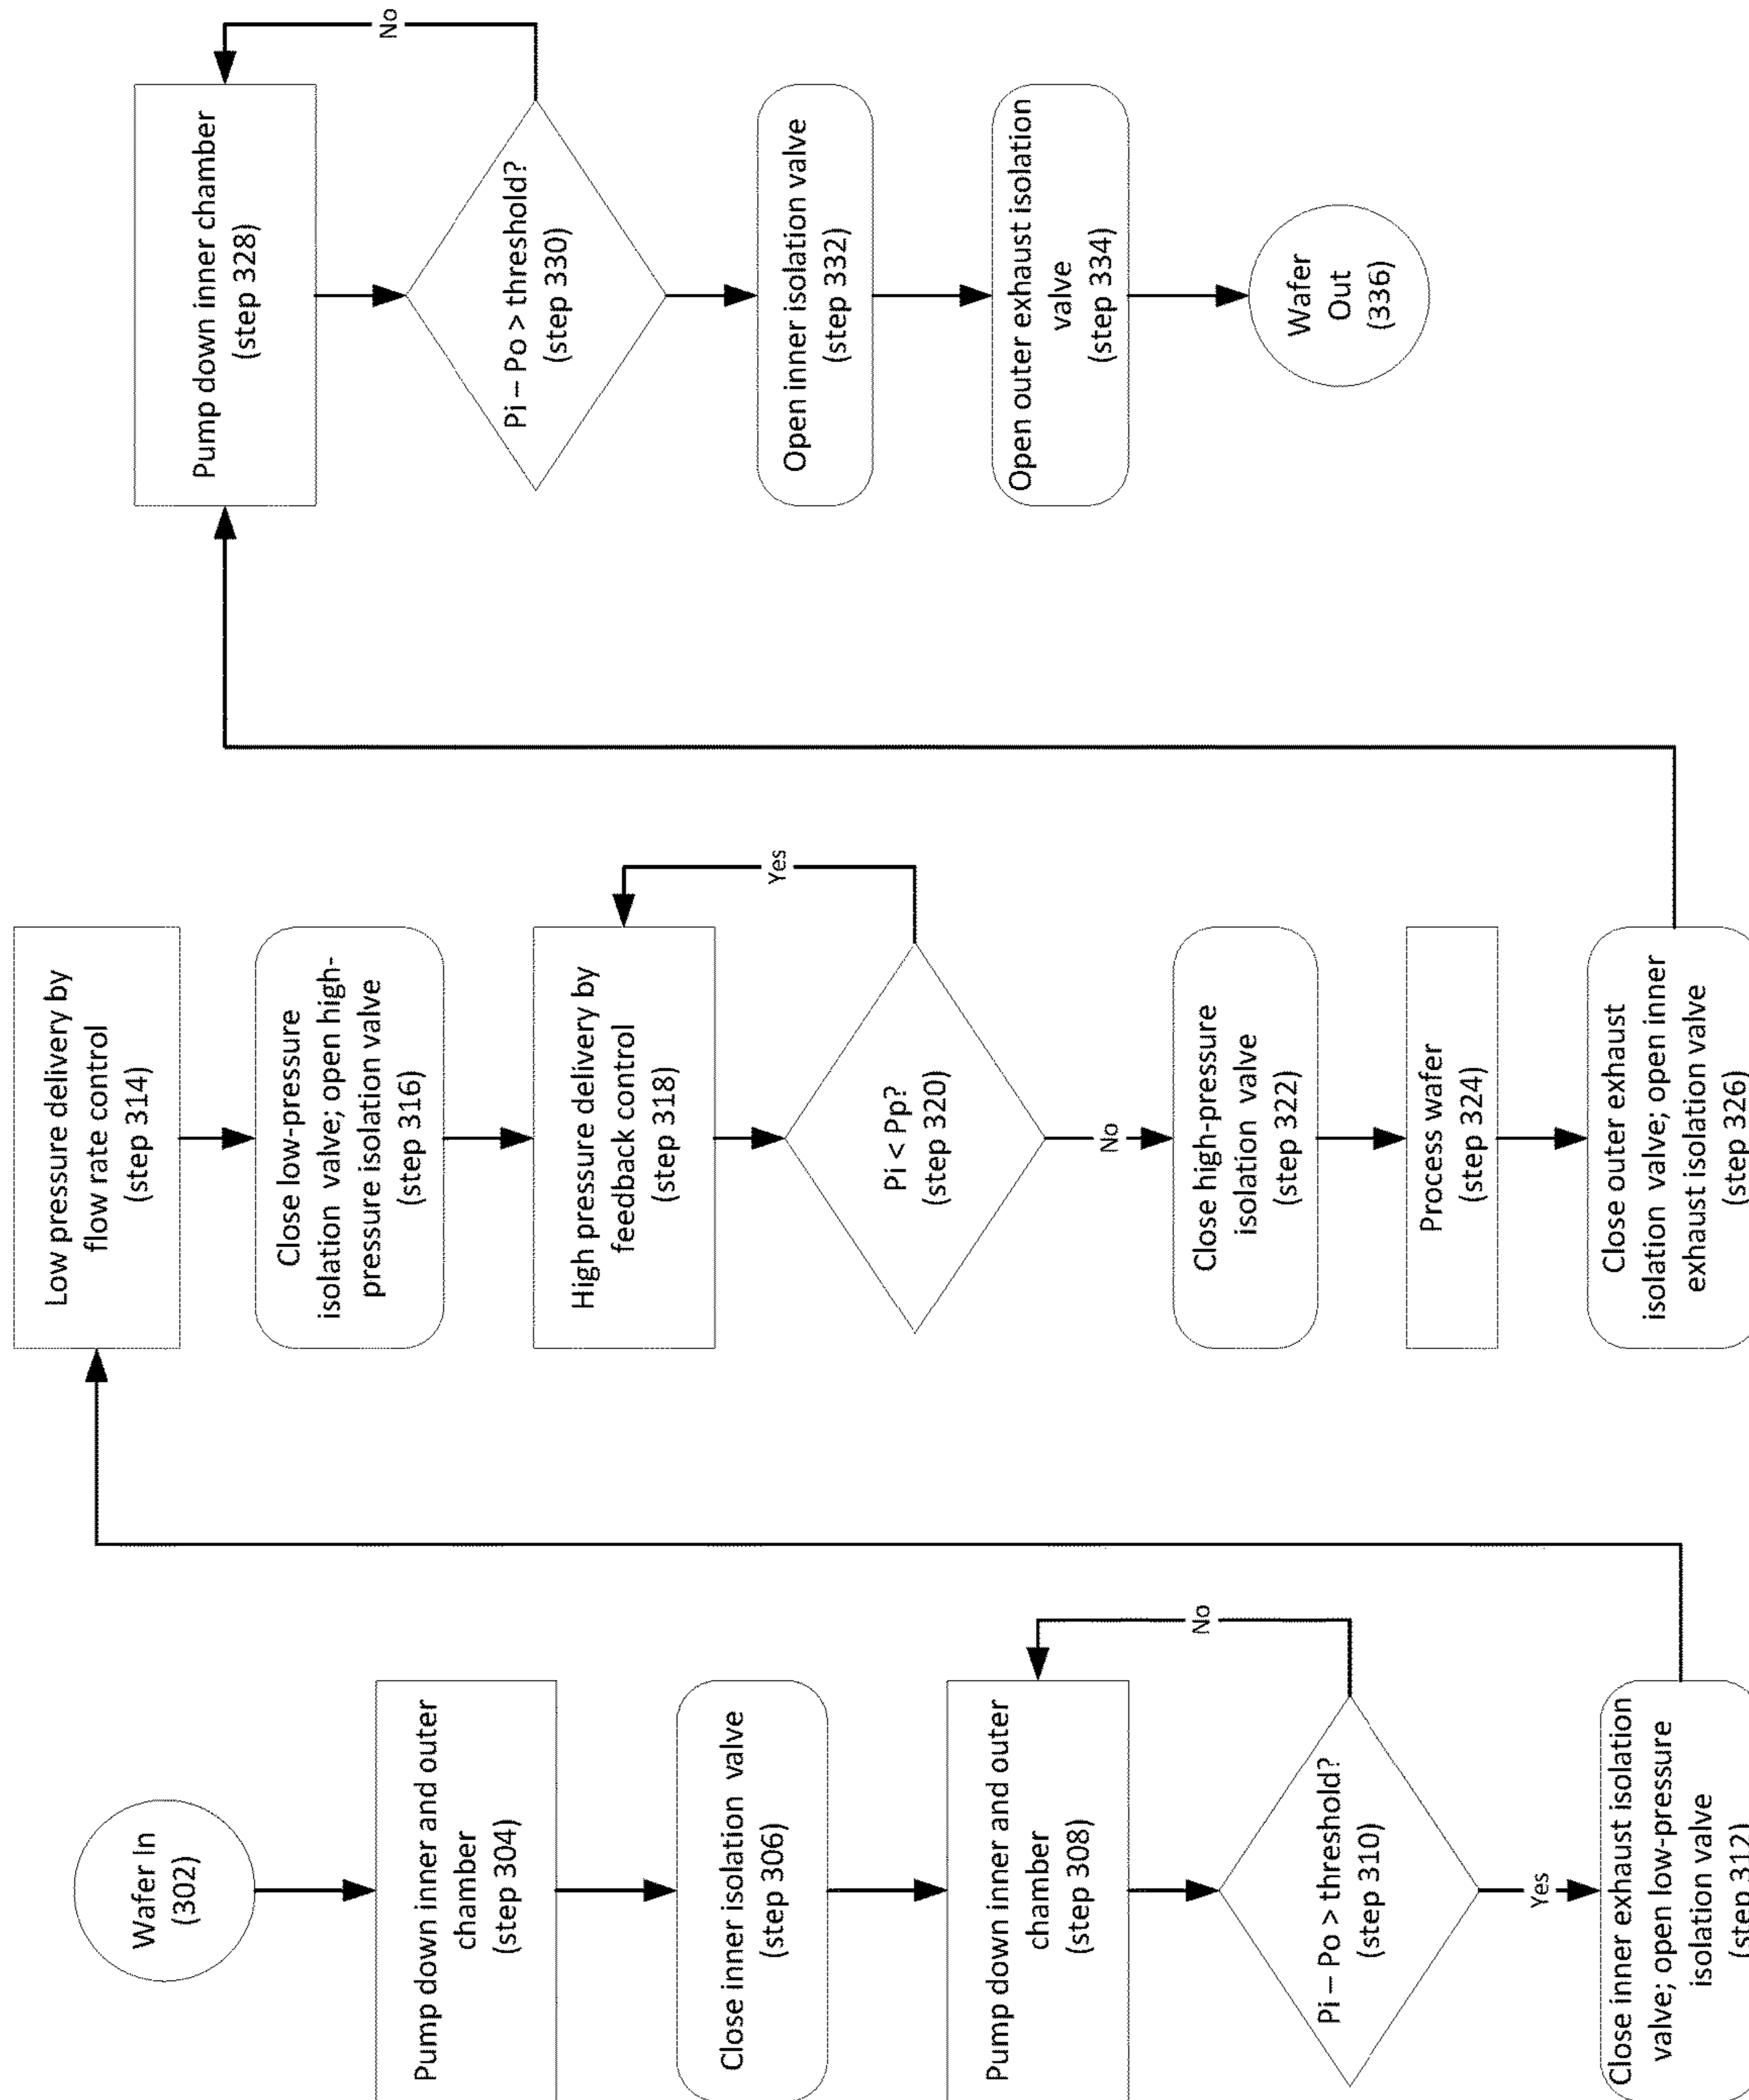 Wafer In
(302)
Pump down inner and outer
chamber
(step 304)
Close inner isolation valve
(step 306)
Pump down inner and outer
chamber
(step 308)
No
Pi – Po > threshold?
(step 310)
Yes
Close inner exhaust isolation
valve; open low-pressure
isolation valve
(step 312)
Low pressure delivery by
flow rate control
(step 314)
Close low-pressure
isolation valve; open high-
pressure isolation valve
(step 316)
High pressure delivery by
feedback control
(step 318)
Yes
Pi < Pp?
(step 320)
No
Close high-pressure
isolation valve
(step 322)
Process wafer
(step 324)
Close outer exhaust
isolation valve; open inner
exhaust isolation valve
(step 326)
Pump down inner chamber
(step 328)
No
Pi – Po > threshold?
(step 330)
Open inner isolation valve
(step 332)
Open outer exhaust isolation
valve
(step 334)
Wafer
Out
(336)